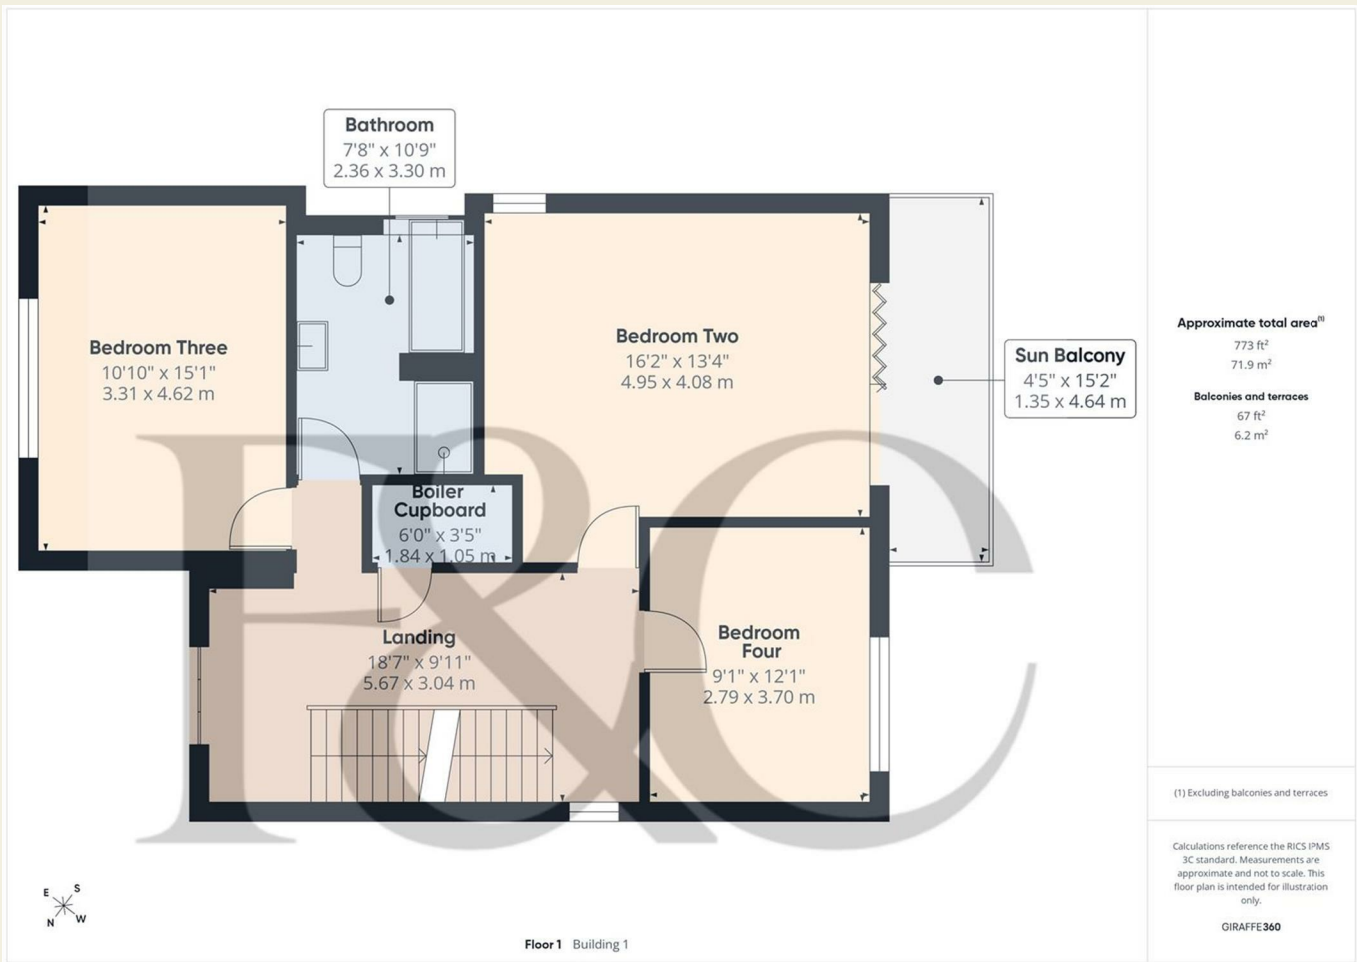 Bathroom
7'8" x 10'9"
2.36 x 3.30 m
Bedroom Three
10'10" x 15'1"
3.31 x 4.62 m
Bedroom Two
16'2" x 13'4"
4.95 x 4.08 m
Sun Balcony
4'5" x 15'2"
1.35 x 4.64 m
Boiler
Cupboard
6'0" x 3'5"
1.84 x 1.05 m
Landing
18'7" x 9'11"
5.67 x 3.04 m
Bedroom
Four
9'1" x 12'1"
2.79 x 3.70 m
F&C
E S
N W
Floor 1 Building 1
Approximate total area(1)
773 ft²
71.9 m²
Balconies and terraces
67 ft²
6.2 m²
(1) Excluding balconies and terraces
Calculations reference the RICS IPMS
3C standard. Measurements are
approximate and not to scale. This
floor plan is intended for illustration
only.
GIRAFFE360